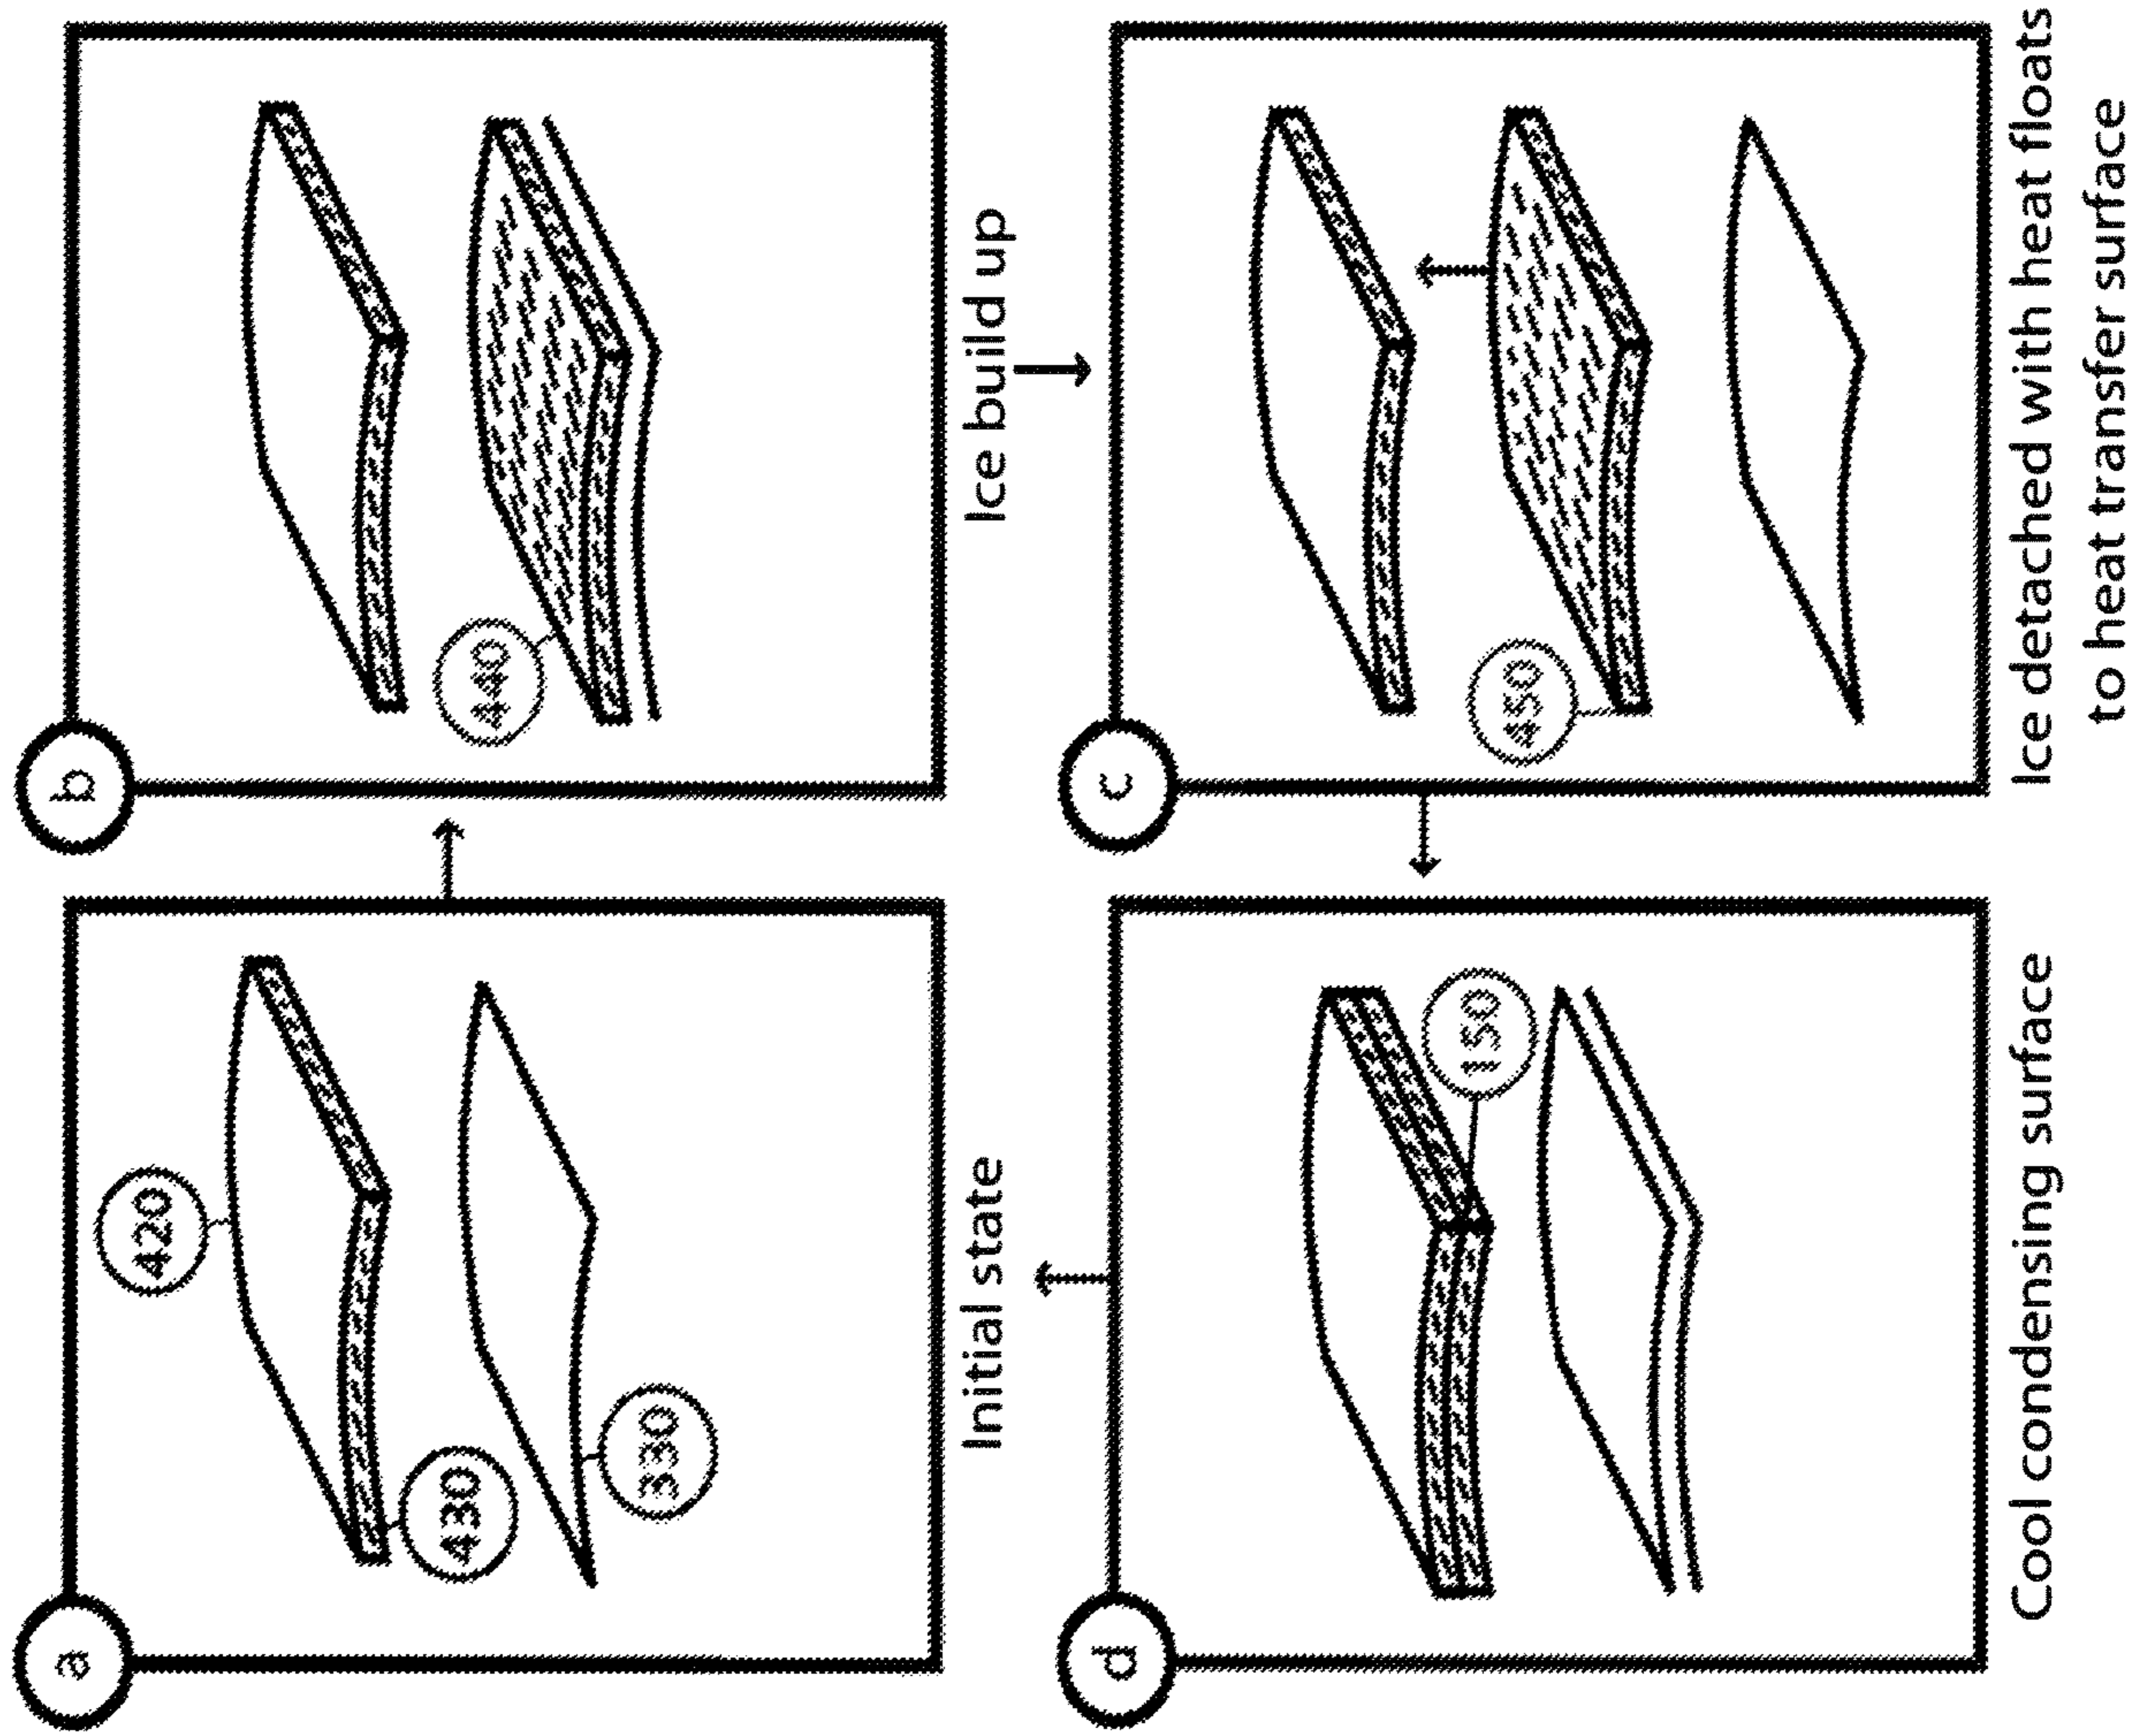 a
420
430
330
Initial state
b
440
Ice build up
d
150
Cool condensing surface
c
450
Ice detached with heat floats
to heat transfer surface